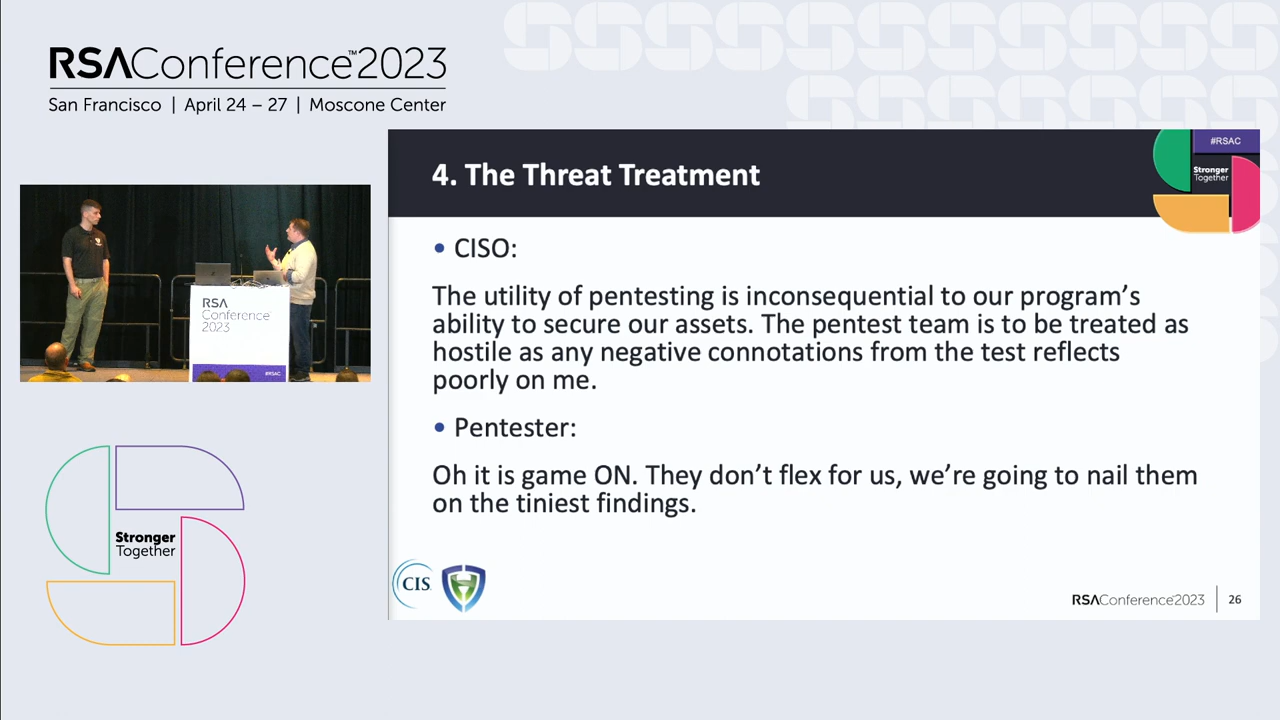 RSAConference™2023
San Francisco | April 24 – 27 | Moscone Center
#RSAC
Stronger
Together
4. The Threat Treatment
• CISO:
The utility of pentesting is inconsequential to our program's
ability to secure our assets. The pentest team is to be treated as
hostile as any negative connotations from the test reflects
poorly on me.
• Pentester:
Oh it is game ON. They don't flex for us, we're going to nail them
on the tiniest findings.
CIS
RSAConference2023 | 26
RSA
Conference
2023
#RSAC
Stronger
Together